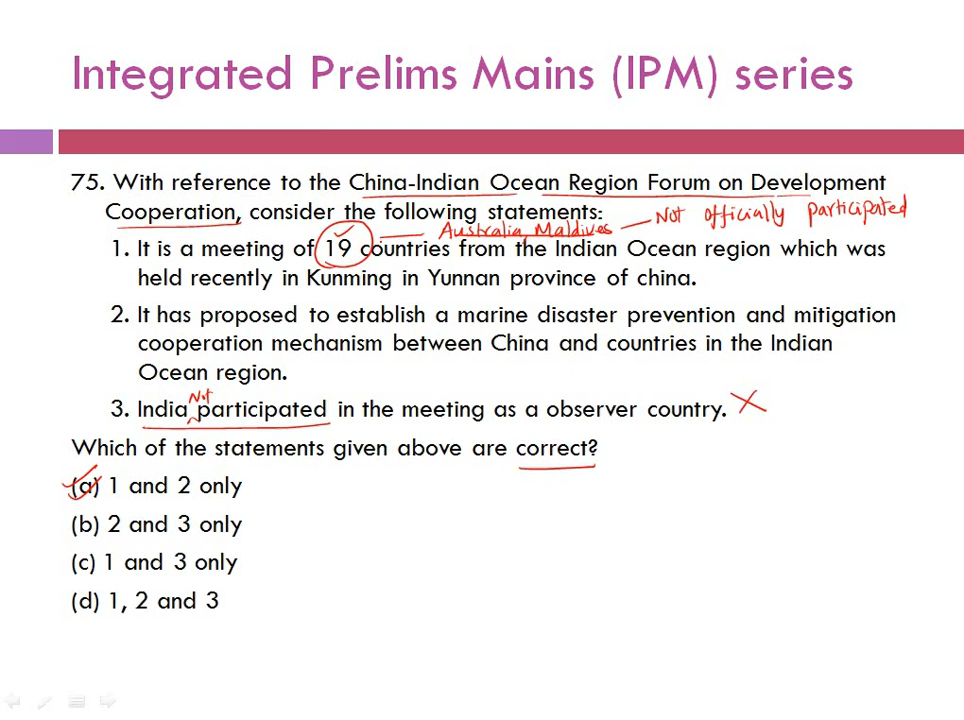 Integrated Prelims Mains (IPM) series
75. With reference to the China-Indian Ocean Region Forum on Development
Cooperation, consider the following statements:
Australia, Maldives — Not officially participated
1. It is a meeting of 19 countries from the Indian Ocean region which was
held recently in Kunming in Yunnan province of china.
2. It has proposed to establish a marine disaster prevention and mitigation
cooperation mechanism between China and countries in the Indian
Ocean region.
Not
3. India participated in the meeting as a observer country.
Which of the statements given above are correct?
(a) 1 and 2 only
(b) 2 and 3 only
(c) 1 and 3 only
(d) 1, 2 and 3